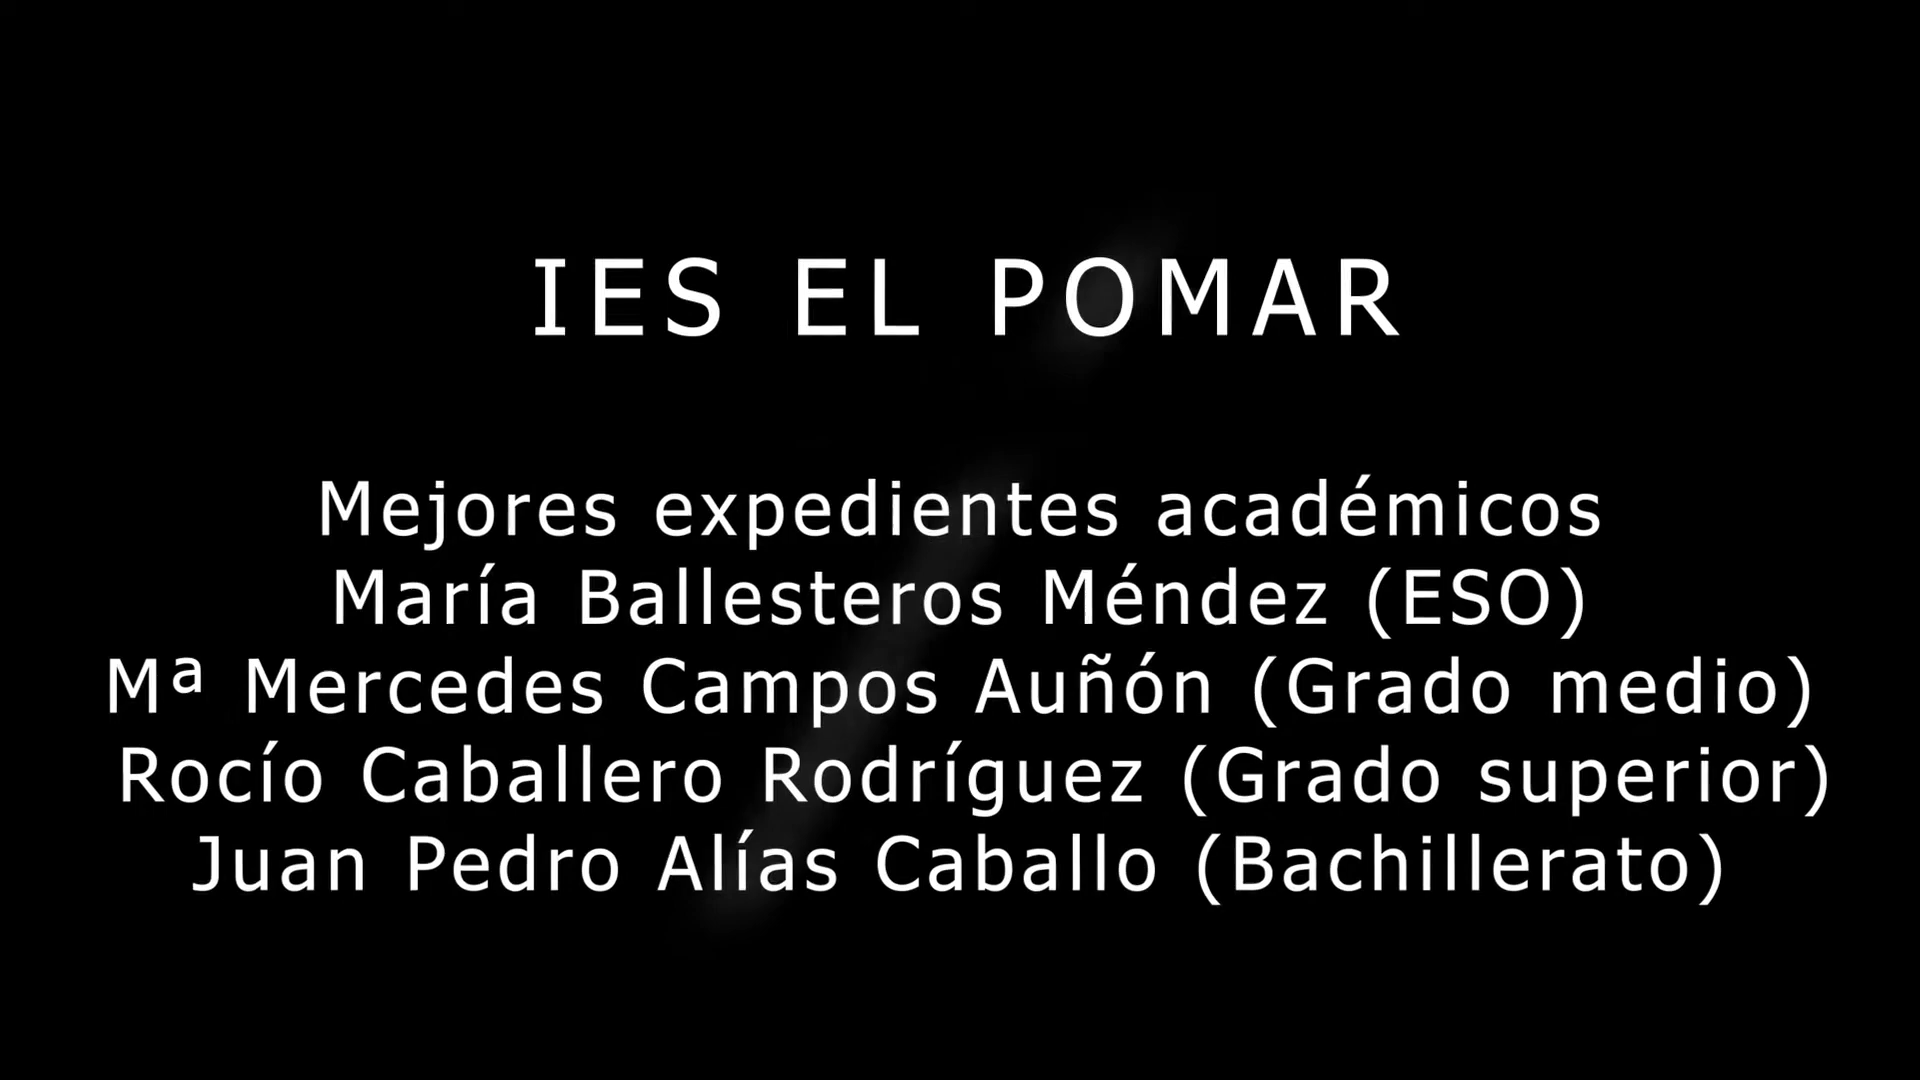 IES EL POMAR
Mejores expedientes académicos
María Ballesteros Méndez (ESO)
Mª Mercedes Campos Auñón (Grado medio)
Rocío Caballero Rodríguez (Grado superior)
Juan Pedro Alías Caballo (Bachillerato)